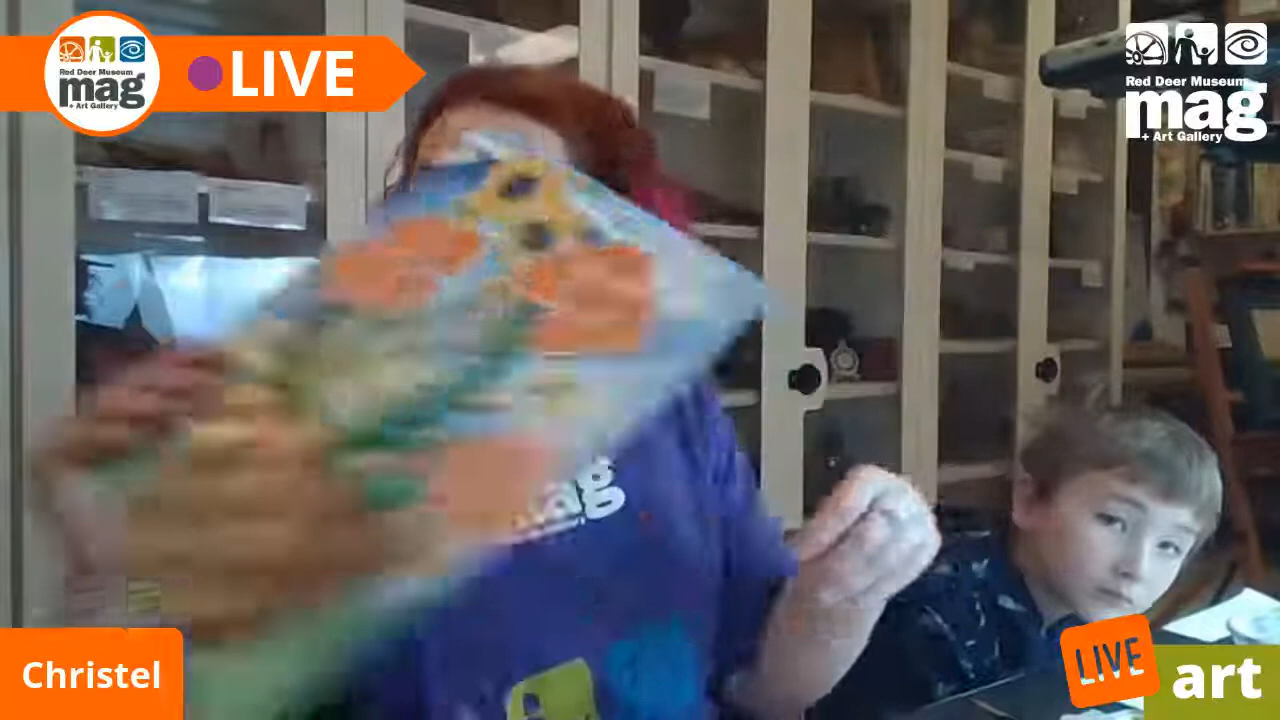 Red Deer Museum
mag
+ Art Gallery
LIVE
Red Deer Museum
mag
+ Art Gallery
mag
Christel
LIVE
art